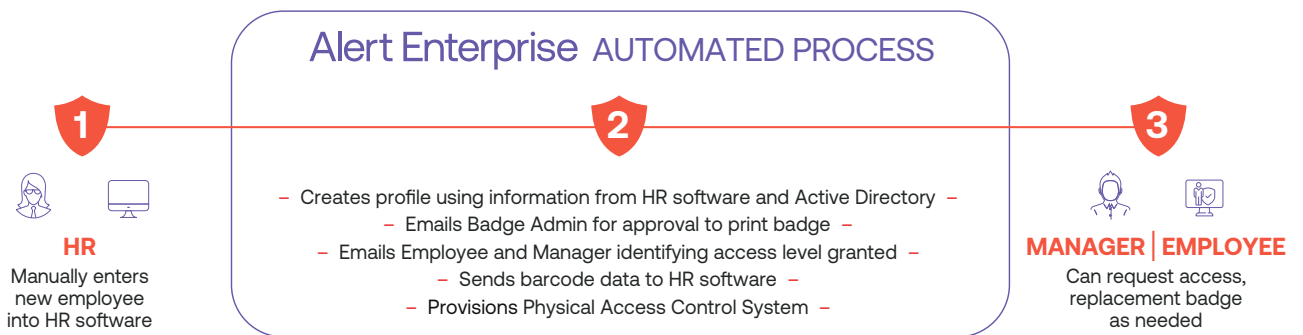 Alert Enterprise AUTOMATED PROCESS
1
2
3
– Creates profile using information from HR software and Active Directory –
– Emails Badge Admin for approval to print badge –
– Emails Employee and Manager identifying access level granted –
– Sends barcode data to HR software –
– Provisions Physical Access Control System –
HR
Manually enters
new employee
into HR software
MANAGER | EMPLOYEE
Can request access,
replacement badge
as needed